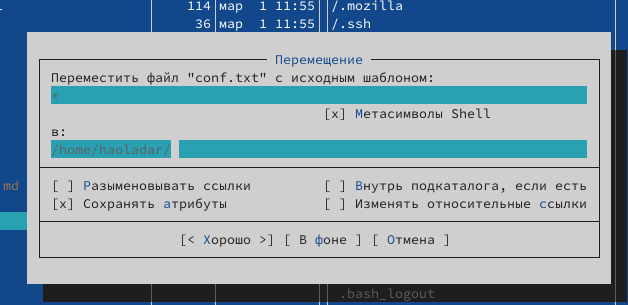 114 мар 1 11:55 /.mozilla
36 мар 1 11:55 /.ssh
Перемещение
Переместить файл "conf.txt" с исходным шаблоном:
*
[x] Метасимволы Shell
в:
/home/haoladar/
md
[ ] Разыменовывать ссылки [ ] Внутрь подкаталога, если есть
[x] Сохранять атрибуты [ ] Изменять относительные ссылки
[< Хорошо >] [ В фоне ] [ Отмена ]
.bash_logout